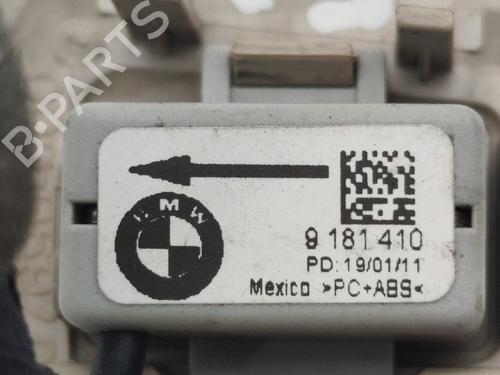 B-PARTS
BMW
9 181 410
PD: 19/01/11
Mexico >PC+ABS<